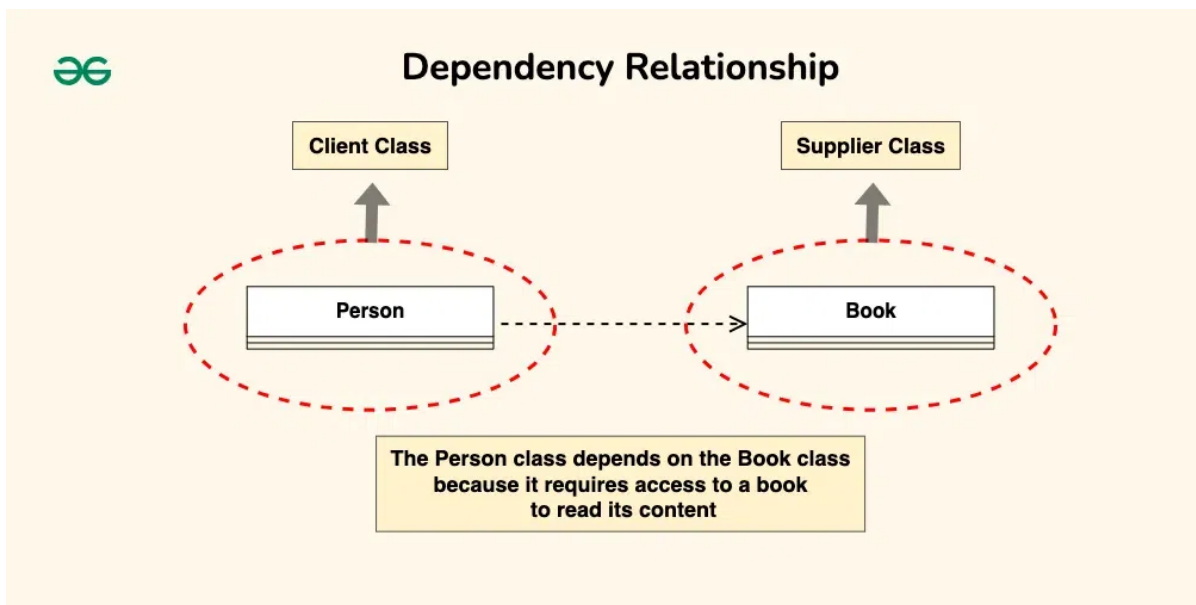 Dependency Relationship
Client Class
Supplier Class
Person
Book
The Person class depends on the Book class
because it requires access to a book
to read its content